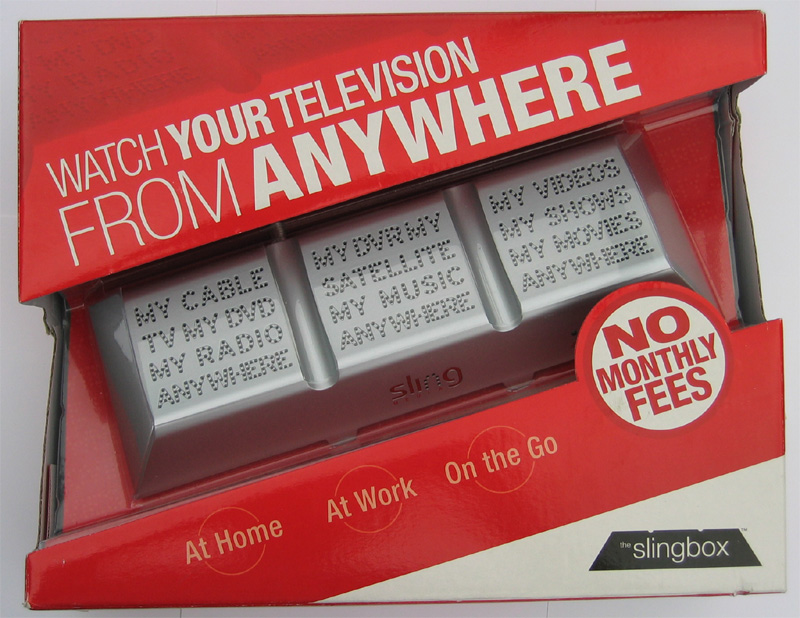 WATCH YOUR TELEVISION
FROM ANYWHERE
MY CABLE
TV MY DVD
MY RADIO
ANYWHERE
MY DVR MY
SATELLITE
MY MUSIC
ANYWHERE
MY VIDEOS
MY SHOWS
MY MOVES
ANYWHERE
sling
NO
MONTHLY
FEES
At Home
At Work
On the Go
the slingbox™